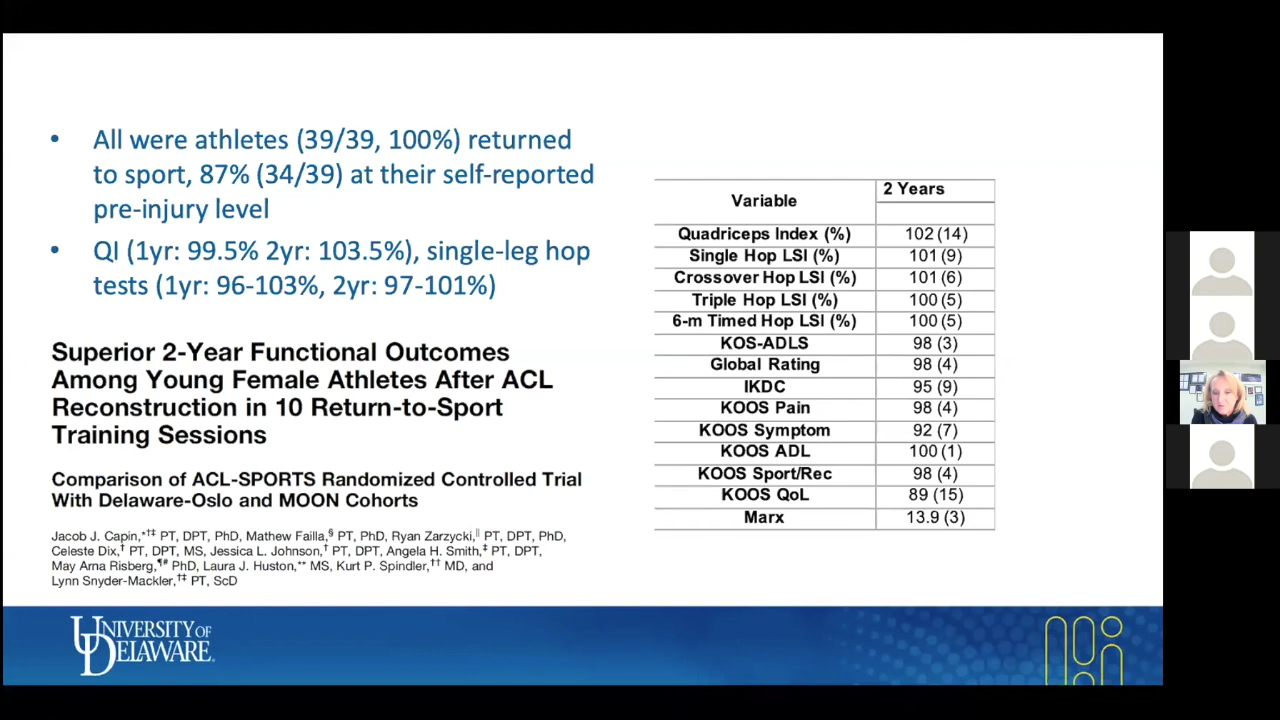 • All were athletes (39/39, 100%) returned
to sport, 87% (34/39) at their self-reported
pre-injury level
• QI (1yr: 99.5% 2yr: 103.5%), single-leg hop
tests (1yr: 96-103%, 2yr: 97-101%)
Superior 2-Year Functional Outcomes
Among Young Female Athletes After ACL
Reconstruction in 10 Return-to-Sport
Training Sessions
Comparison of ACL-SPORTS Randomized Controlled Trial
With Delaware-Oslo and MOON Cohorts
Jacob J. Capin,*†‡ PT, DPT, PhD, Mathew Failla,§ PT, PhD, Ryan Zarzycki,|| PT, DPT, PhD,
Celeste Dix,† PT, DPT, MS, Jessica L. Johnson,† PT, DPT, Angela H. Smith,‡ PT, DPT,
May Arna Risberg,¶# PhD, Laura J. Huston,** MS, Kurt P. Spindler,†† MD, and
Lynn Snyder-Mackler,†‡ PT, ScD
Variable 2 Years
Quadriceps Index (%) 102 (14)
Single Hop LSI (%) 101 (9)
Crossover Hop LSI (%) 101 (6)
Triple Hop LSI (%) 100 (5)
6-m Timed Hop LSI (%) 100 (5)
KOS-ADLS 98 (3)
Global Rating 98 (4)
IKDC 95 (9)
KOOS Pain 98 (4)
KOOS Symptom 92 (7)
KOOS ADL 100 (1)
KOOS Sport/Rec 98 (4)
KOOS QoL 89 (15)
Marx 13.9 (3)
UNIVERSITY OF
DELAWARE.